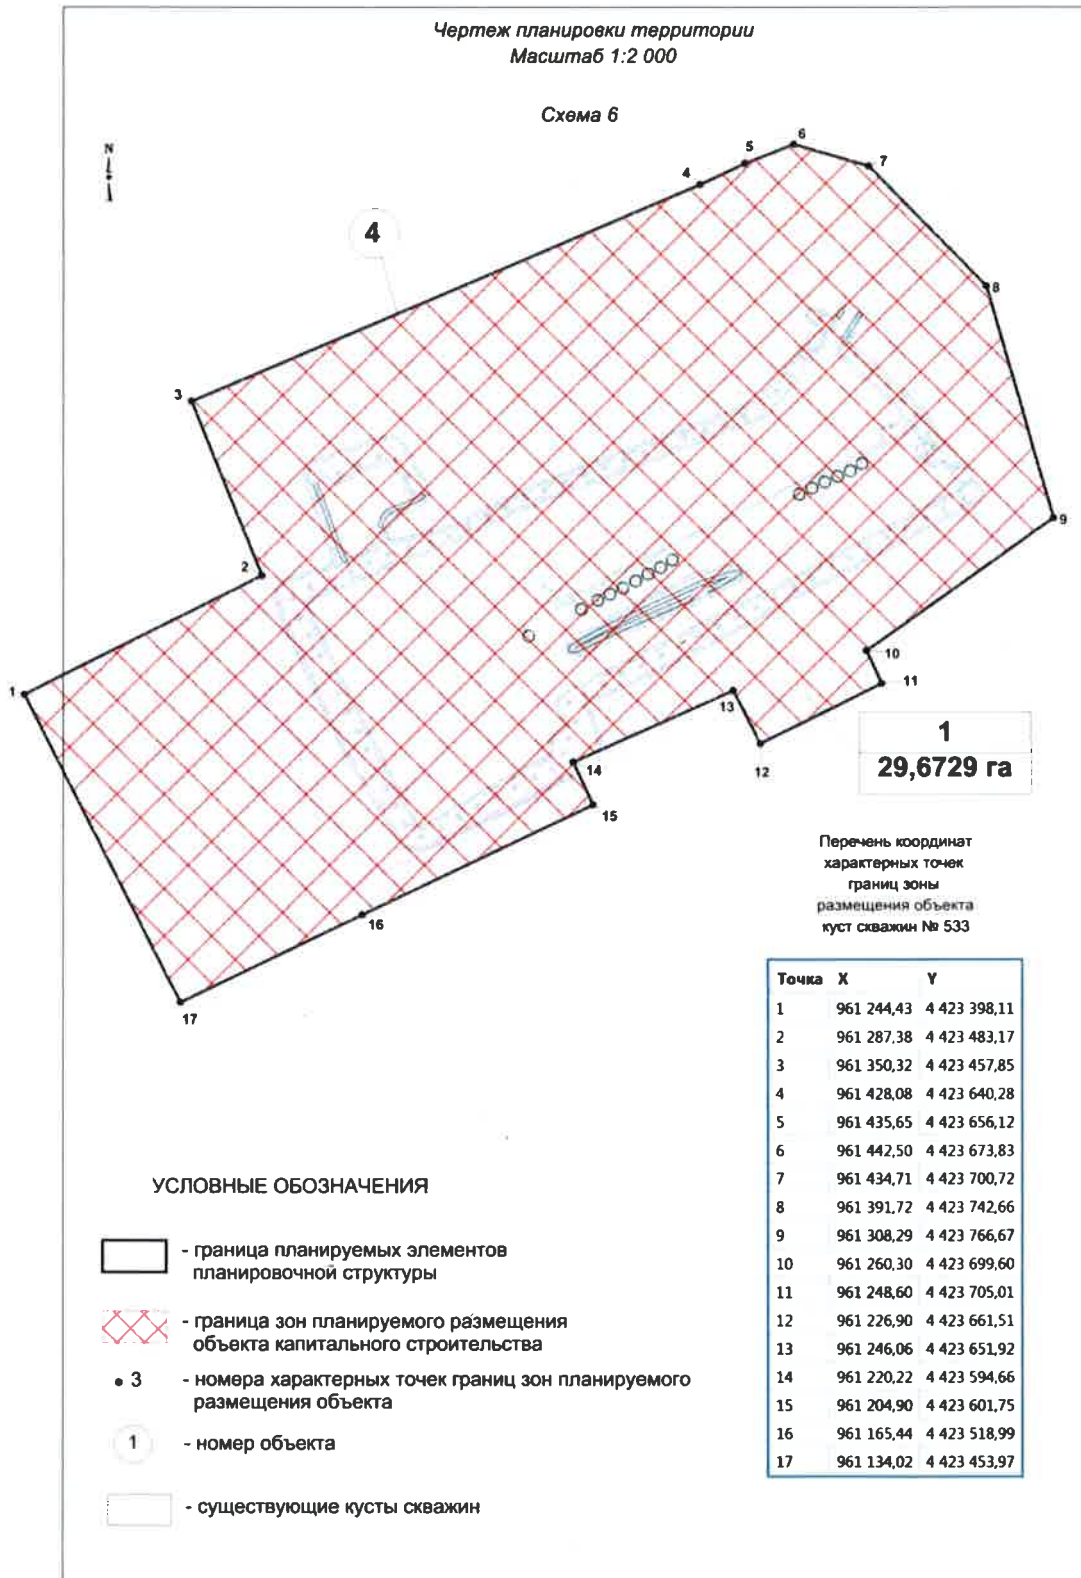 Чертеж планировки территории
Масштаб 1:2 000
Схема 6
N
6
5
7
4
4
8
3
9
2
10
1
11
13
1
29,6729 га
12
14
15
16
17
Перечень координат
характерных точек
границ зоны
размещения объекта
куст скважин № 533
Точка X Y
1 961 244,43 4 423 398,11
2 961 287,38 4 423 483,17
3 961 350,32 4 423 457,85
4 961 428,08 4 423 640,28
5 961 435,65 4 423 656,12
6 961 442,50 4 423 673,83
7 961 434,71 4 423 700,72
8 961 391,72 4 423 742,66
9 961 308,29 4 423 766,67
10 961 260,30 4 423 699,60
11 961 248,60 4 423 705,01
12 961 226,90 4 423 661,51
13 961 246,06 4 423 651,92
14 961 220,22 4 423 594,66
15 961 204,90 4 423 601,75
16 961 165,44 4 423 518,99
17 961 134,02 4 423 453,97
УСЛОВНЫЕ ОБОЗНАЧЕНИЯ
- граница планируемых элементов
планировочной структуры
- граница зон планируемого размещения
объекта капитального строительства
3 - номера характерных точек границ зон планируемого
размещения объекта
1 - номер объекта
- существующие кусты скважин